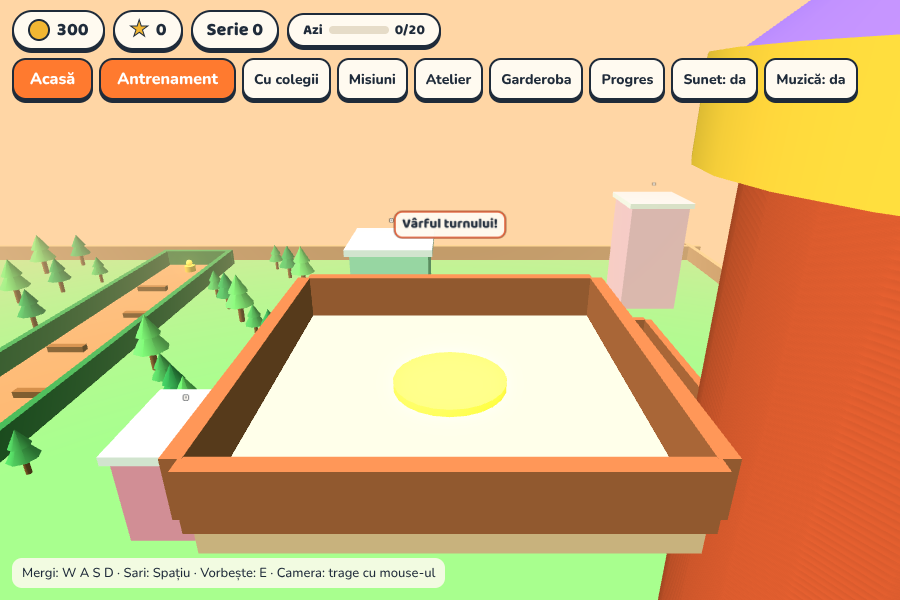 300
0
Serie 0
Azi 0/20
Acasă
Antrenament
Cu colegii
Misiuni
Atelier
Garderoba
Progres
Sunet: da
Muzică: da
Vârful turnului!
Mergi: W A S D · Sari: Spațiu · Vorbește: E · Camera: trage cu mouse-ul